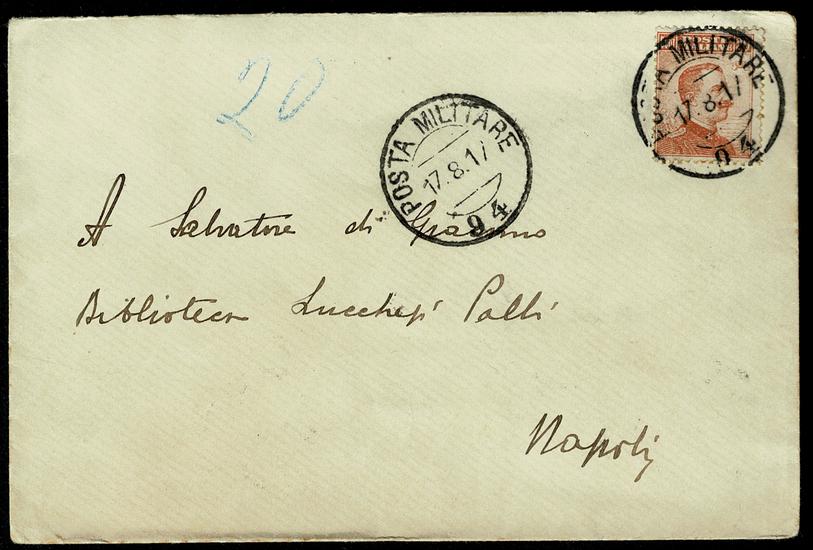 20
POSTA MILITARE
17.8.17
94
POSTA MILITARE
17.8.17
94
A Salvatore di Giacomo
Biblioteca Lucchesi Palli
Napoli